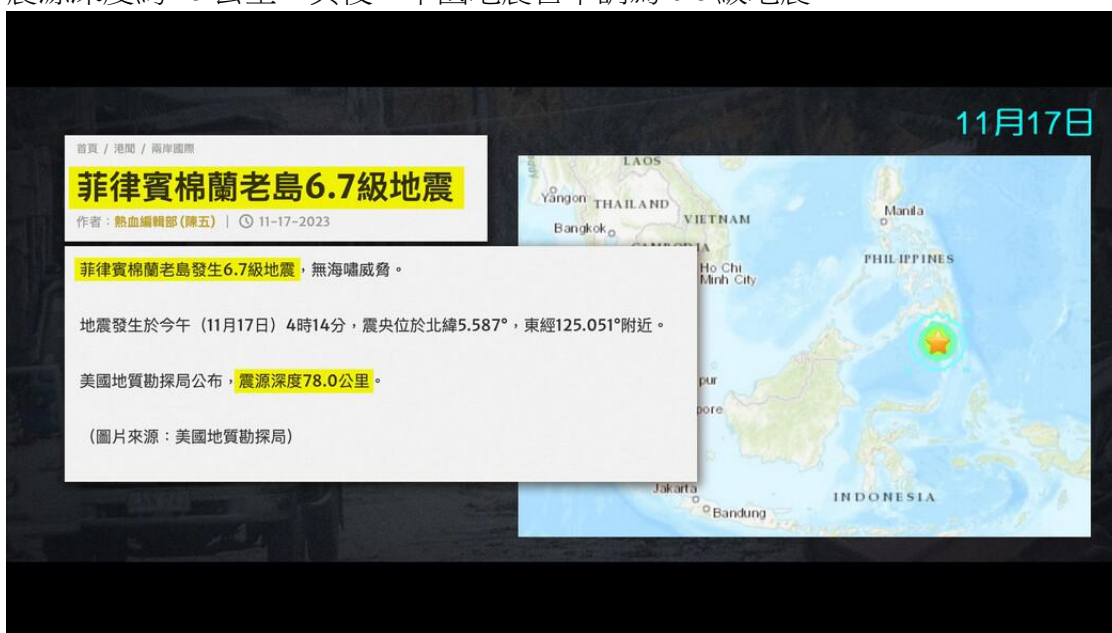 11月17日
首頁 / 港聞 / 兩岸國際
菲律賓棉蘭老島6.7級地震
作者：熱血編輯部(陳五) | 11-17-2023
菲律賓棉蘭老島發生6.7級地震，無海嘯威脅。
地震發生於今午（11月17日）4時14分，震央位於北緯5.587°，東經125.051°附近。
美國地質勘探局公布，震源深度78.0公里。
（圖片來源：美國地質勘探局）
LAOS
Yangon
THAILAND
VIETNAM
Bangkok
Manila
PHILIPPINES
Ho Chi
Minh City
pur
pore
Jakarta
Bandung
INDONESIA